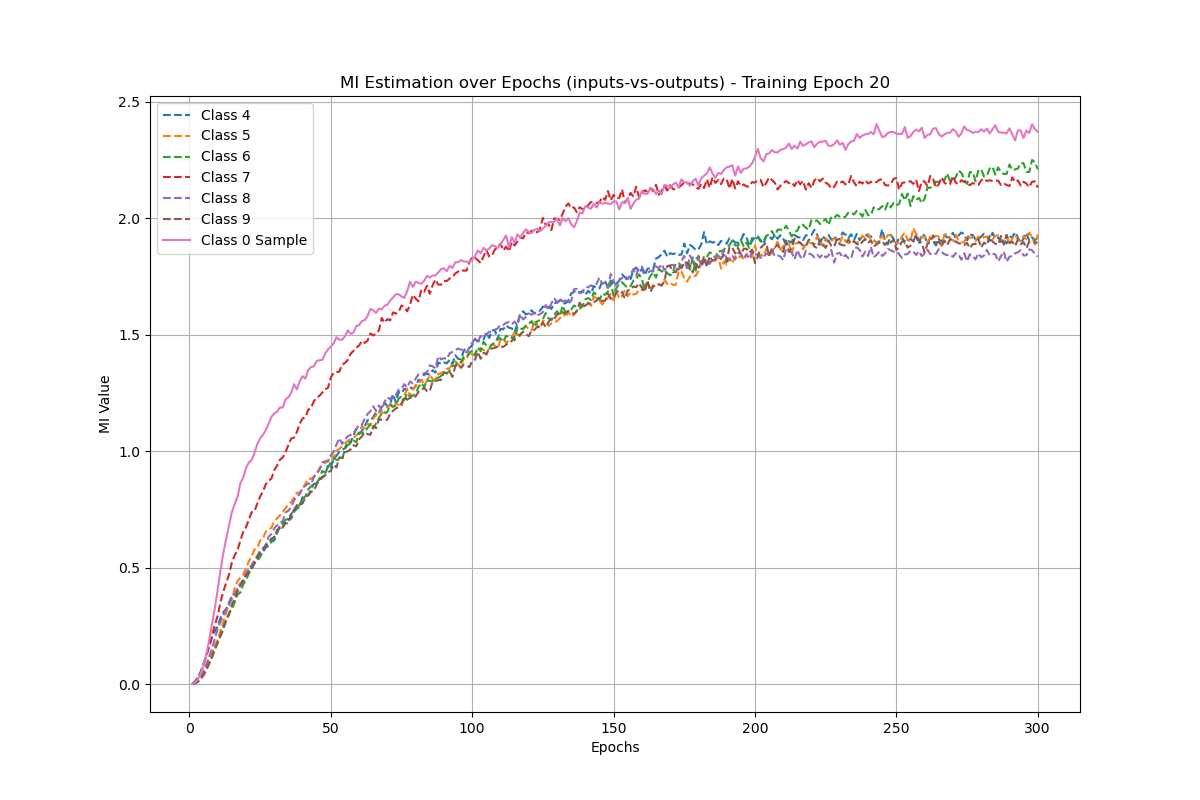 MI Estimation over Epochs (inputs-vs-outputs) - Training Epoch 20
2.5
2.0
1.5
1.0
0.5
0.0
MI Value
Class 4
Class 5
Class 6
Class 7
Class 8
Class 9
Class 0 Sample
0 50 100 150 200 250 300
Epochs